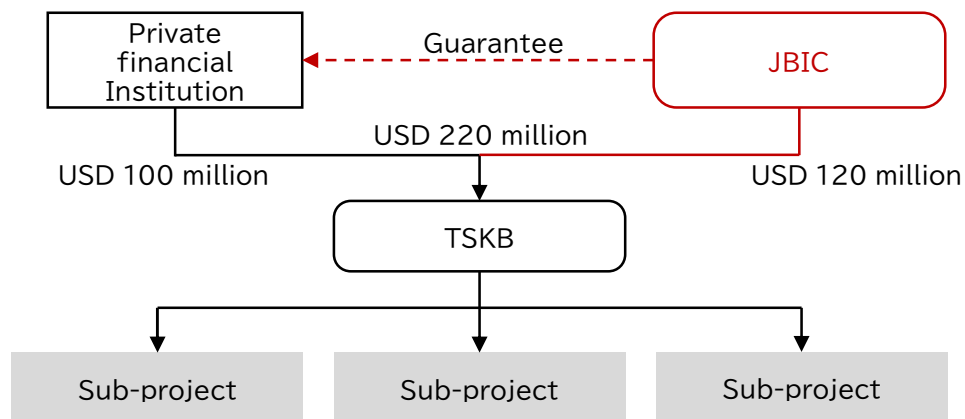 Private
financial
Institution
Guarantee
JBIC
USD 220 million
USD 100 million
USD 120 million
TSKB
Sub-project
Sub-project
Sub-project